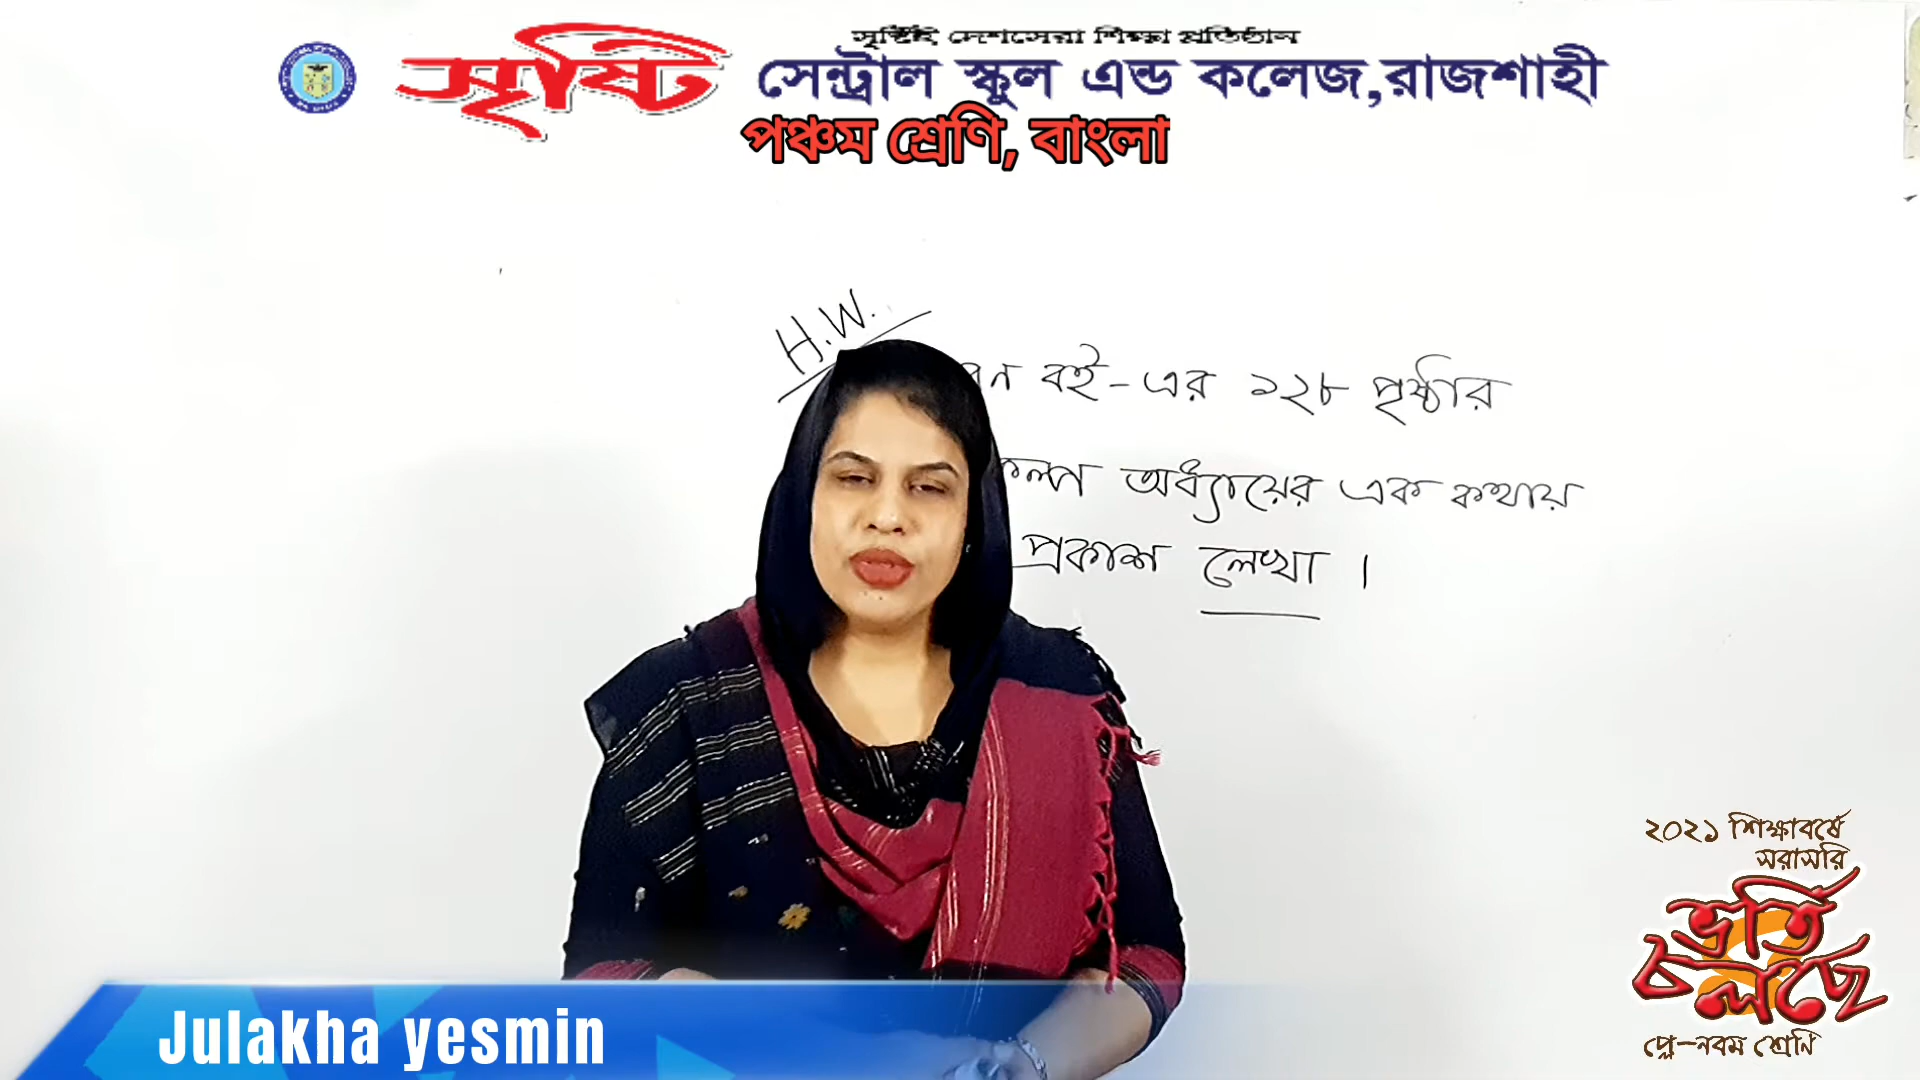 সৃষ্টিই দেশসেরা শিক্ষা প্রতিষ্ঠান
সৃষ্টি সেন্ট্রাল স্কুল এন্ড কলেজ,রাজশাহী
পঞ্চম শ্রেণি, বাংলা
H.W.
বই-এর ১২৮ পৃষ্ঠার
অধ্যায়ের এক কথায়
প্রকাশ লেখা ।
২০২১ শিক্ষাবর্ষে
সরাসরি
ভর্তি
চলছে
প্লে-নবম শ্রেণি
Julakha yesmin